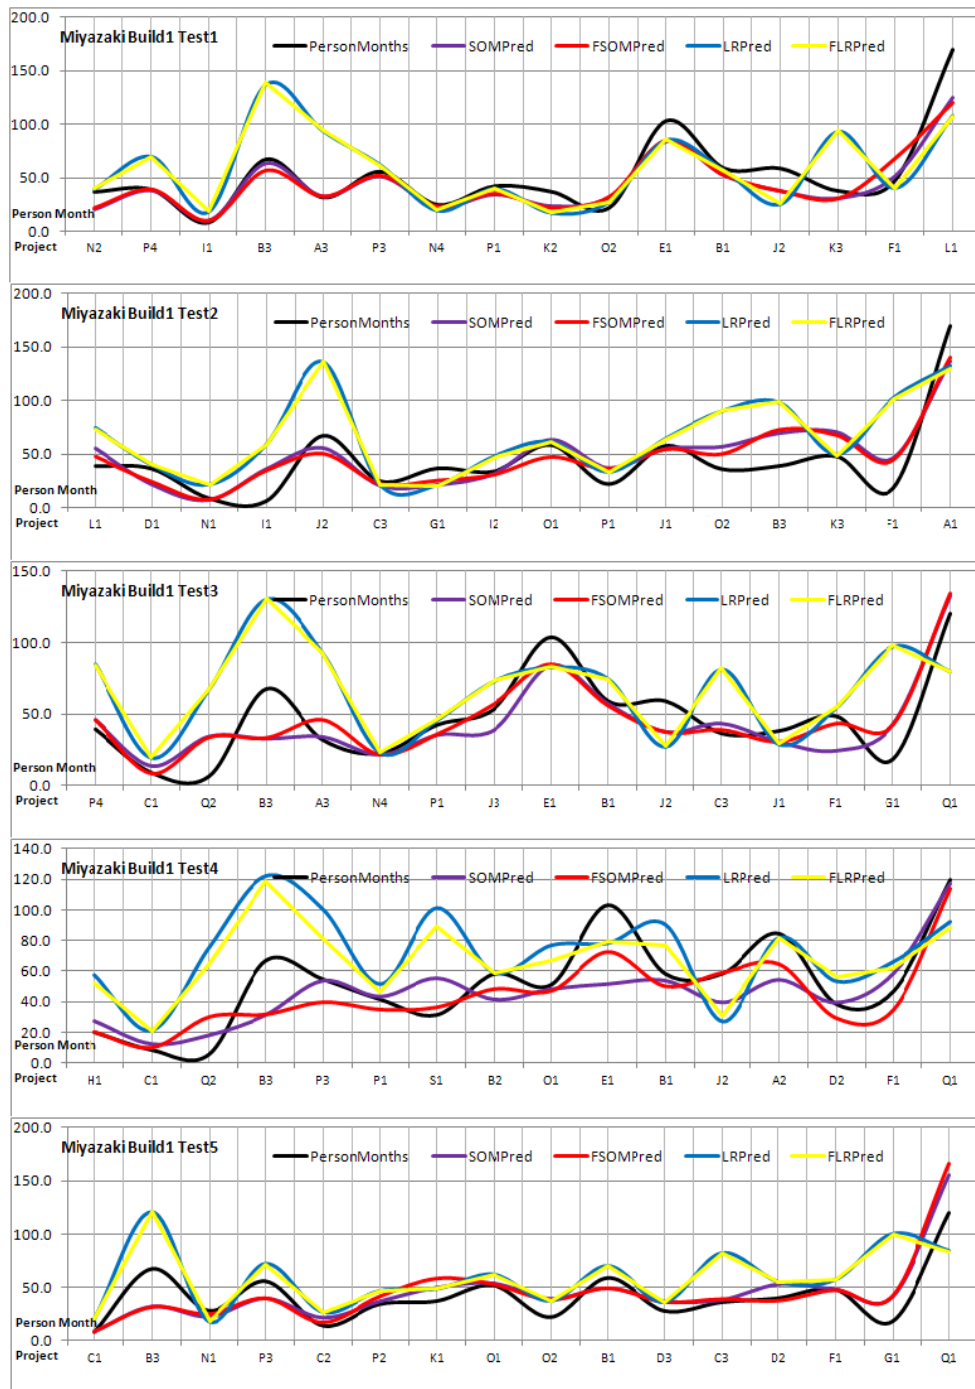 200.0
Miyazaki Build1 Test1
PersonMonths SOMPred FSOMPred LRPred FLRPred
150.0
100.0
50.0
Person Month
0.0
Project N2 P4 I1 B3 A3 P3 N4 P1 K2 O2 E1 B1 J2 K3 F1 L1
200.0
Miyazaki Build1 Test2
PersonMonths SOMPred FSOMPred LRPred FLRPred
150.0
100.0
50.0
Person Month
0.0
Project L1 D1 N1 I1 J2 C3 G1 I2 O1 P1 J1 O2 B3 K3 F1 A1
150.0
Miyazaki Build1 Test3
PersonMonths SOMPred FSOMPred LRPred FLRPred
100.0
50.0
Person Month
0.0
Project P4 C1 Q2 B3 A3 N4 P1 J3 E1 B1 J2 C3 J1 F1 G1 Q1
140.0
Miyazaki Build1 Test4
PersonMonths SOMPred FSOMPred LRPred FLRPred
120.0
100.0
80.0
60.0
40.0
20.0
Person Month
0.0
Project H1 C1 Q2 B3 P3 P1 S1 B2 O1 E1 B1 J2 A2 D2 F1 Q1
200.0
Miyazaki Build1 Test5
PersonMonths SOMPred FSOMPred LRPred FLRPred
150.0
100.0
50.0
Person Month
0.0
Project C1 B3 N1 P3 C2 P2 K1 O1 O2 B1 D3 C3 D2 F1 G1 Q1